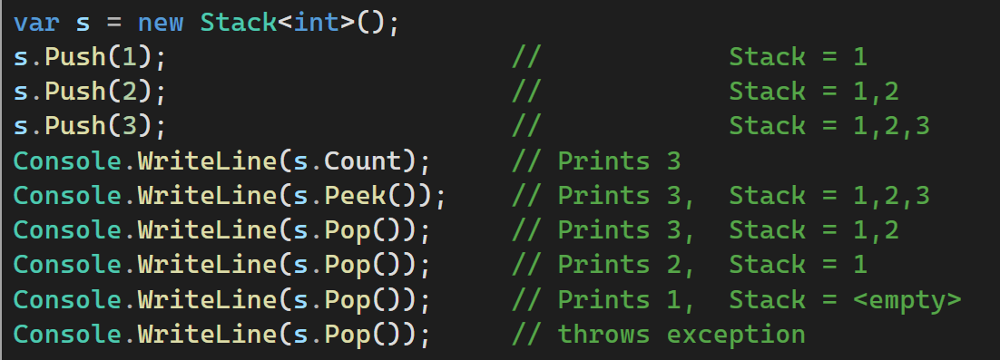 var s = new Stack<int>();
s.Push(1);                      //            Stack = 1
s.Push(2);                      //            Stack = 1,2
s.Push(3);                      //            Stack = 1,2,3
Console.WriteLine(s.Count);     // Prints 3
Console.WriteLine(s.Peek());    // Prints 3,  Stack = 1,2,3
Console.WriteLine(s.Pop());     // Prints 3,  Stack = 1,2
Console.WriteLine(s.Pop());     // Prints 2,  Stack = 1
Console.WriteLine(s.Pop());     // Prints 1,  Stack = <empty>
Console.WriteLine(s.Pop());     // throws exception